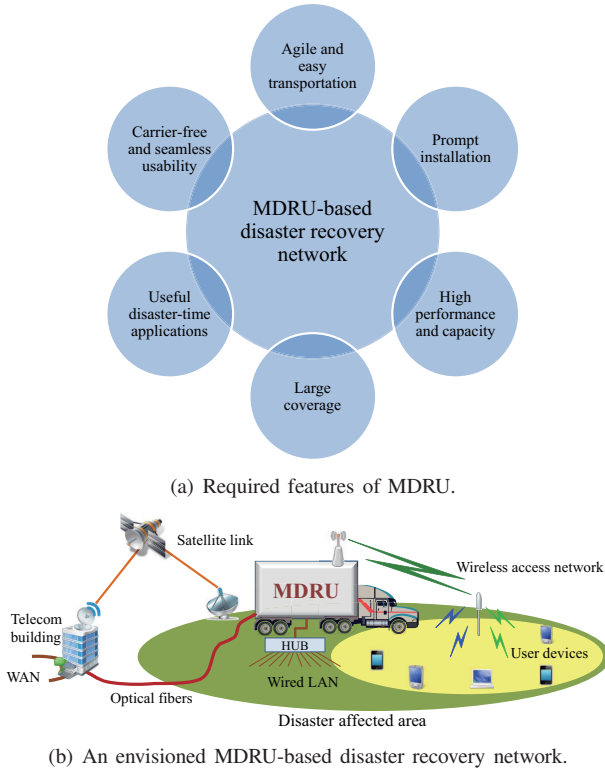 Agile and
easy
transportation
Carrier-free
and seamless
usability
Prompt
installation
MDRU-based
disaster recovery
network
Useful
disaster-time
applications
High
performance
and capacity
Large
coverage
(a) Required features of MDRU.
Satellite link
Wireless access network
MDRU
Telecom
building
HUB
User devices
WAN
Wired LAN
Optical fibers
Disaster affected area
(b) An envisioned MDRU-based disaster recovery network.